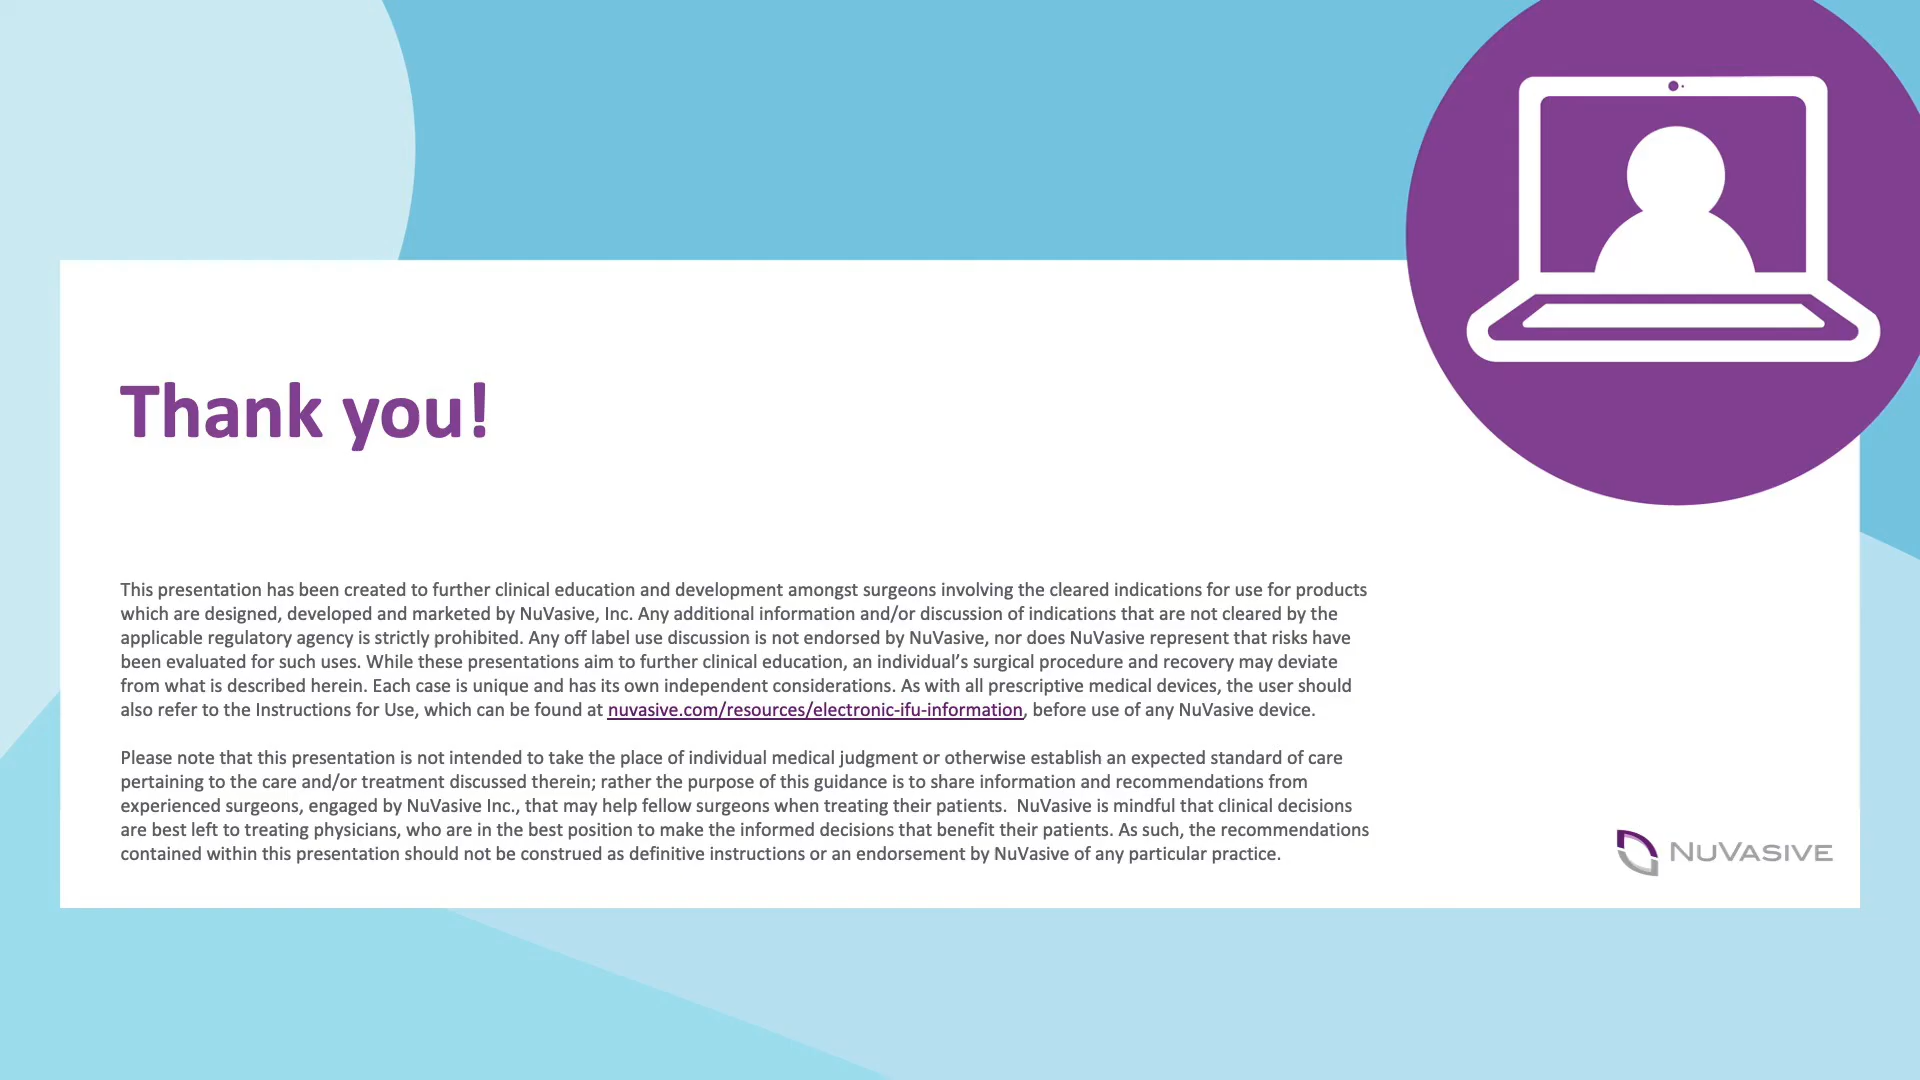 Thank you!
This presentation has been created to further clinical education and development amongst surgeons involving the cleared indications for use for products
which are designed, developed and marketed by NuVasive, Inc. Any additional information and/or discussion of indications that are not cleared by the
applicable regulatory agency is strictly prohibited. Any off label use discussion is not endorsed by NuVasive, nor does NuVasive represent that risks have
been evaluated for such uses. While these presentations aim to further clinical education, an individual’s surgical procedure and recovery may deviate
from what is described herein. Each case is unique and has its own independent considerations. As with all prescriptive medical devices, the user should
also refer to the Instructions for Use, which can be found at nuvasive.com/resources/electronic-ifu-information, before use of any NuVasive device.
Please note that this presentation is not intended to take the place of individual medical judgment or otherwise establish an expected standard of care
pertaining to the care and/or treatment discussed therein; rather the purpose of this guidance is to share information and recommendations from
experienced surgeons, engaged by NuVasive Inc., that may help fellow surgeons when treating their patients.  NuVasive is mindful that clinical decisions
are best left to treating physicians, who are in the best position to make the informed decisions that benefit their patients. As such, the recommendations
contained within this presentation should not be construed as definitive instructions or an endorsement by NuVasive of any particular practice.
NUVASIVE